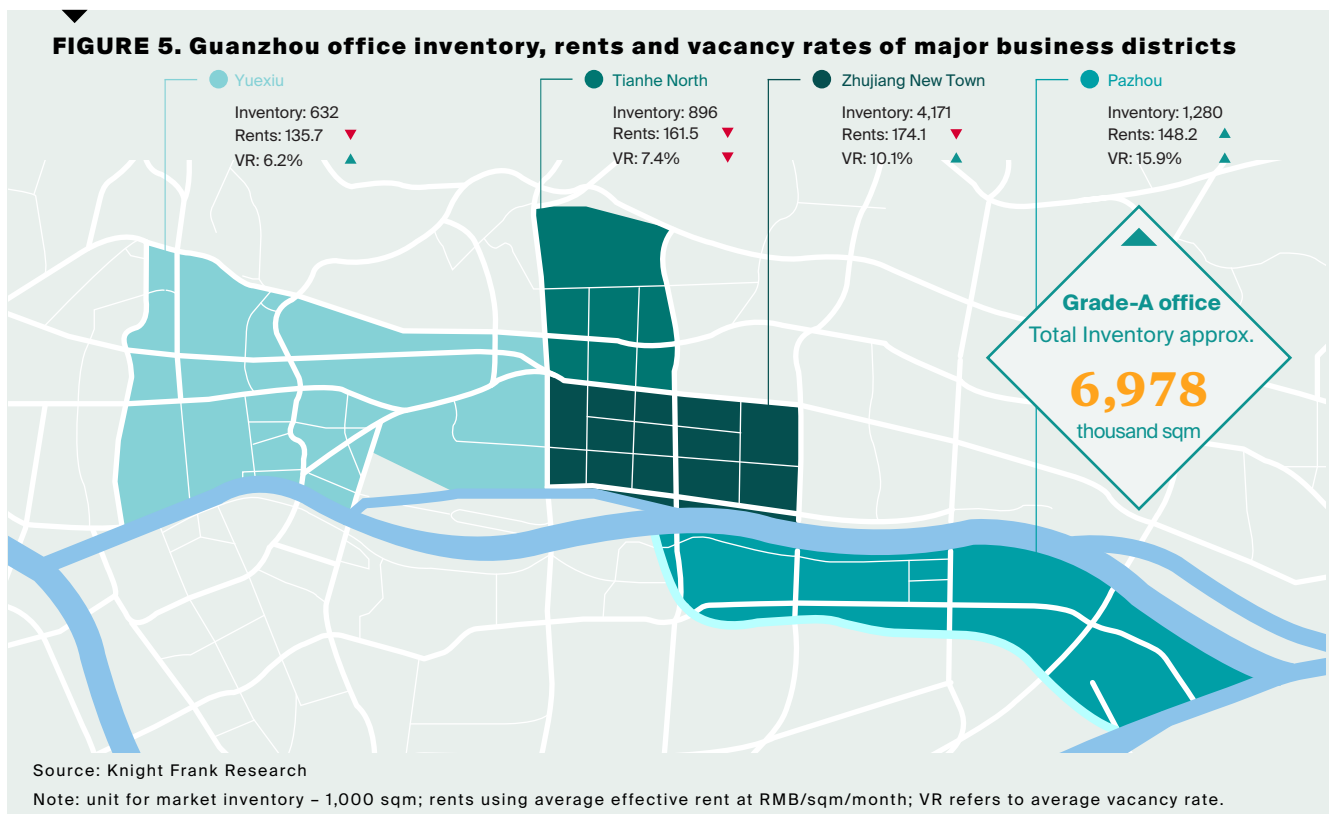 FIGURE 5. Guanzhou office inventory, rents and vacancy rates of major business districts
Yuexiu
Inventory: 632
Rents: 135.7
VR: 6.2%
Tianhe North
Inventory: 896
Rents: 161.5
VR: 7.4%
Zhujiang New Town
Inventory: 4,171
Rents: 174.1
VR: 10.1%
Pazhou
Inventory: 1,280
Rents: 148.2
VR: 15.9%
Grade-A office
Total Inventory approx.
6,978
thousand sqm
Source: Knight Frank Research
Note: unit for market inventory – 1,000 sqm; rents using average effective rent at RMB/sqm/month; VR refers to average vacancy rate.